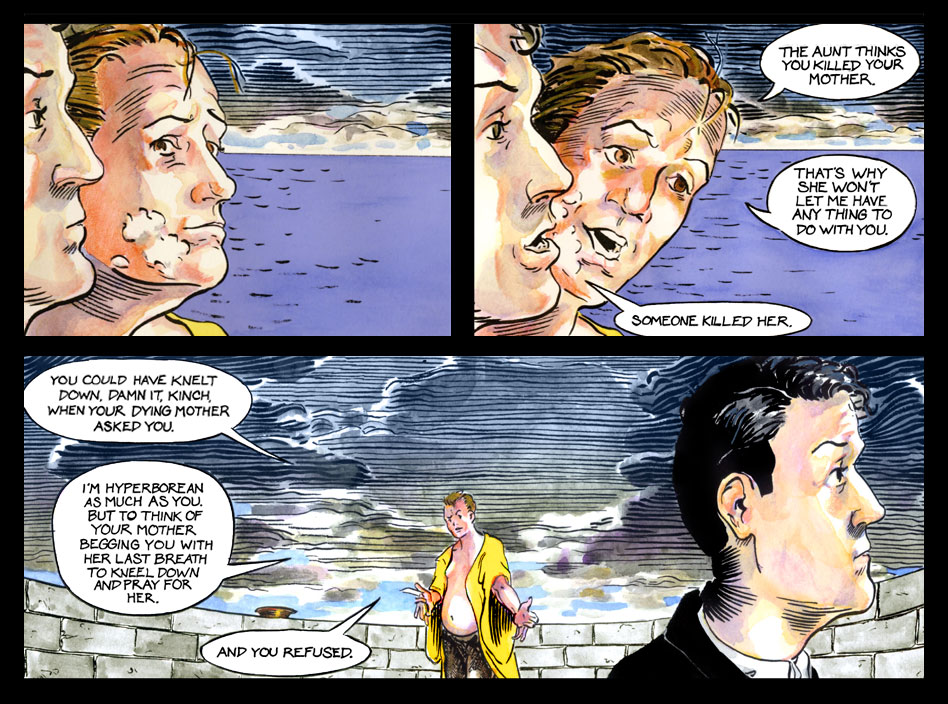 THE AUNT THINKS
YOU KILLED YOUR
MOTHER.
THAT'S WHY
SHE WON'T
LET ME HAVE
ANY THING TO
DO WITH YOU.
SOMEONE KILLED HER.
YOU COULD HAVE KNELT
DOWN, DAMN IT, KINCH,
WHEN YOUR DYING MOTHER
ASKED YOU.
I'M HYPERBOREAN
AS MUCH AS YOU.
BUT TO THINK OF
YOUR MOTHER
BEGGING YOU WITH
HER LAST BREATH
TO KNEEL DOWN
AND PRAY FOR
HER.
AND YOU REFUSED.